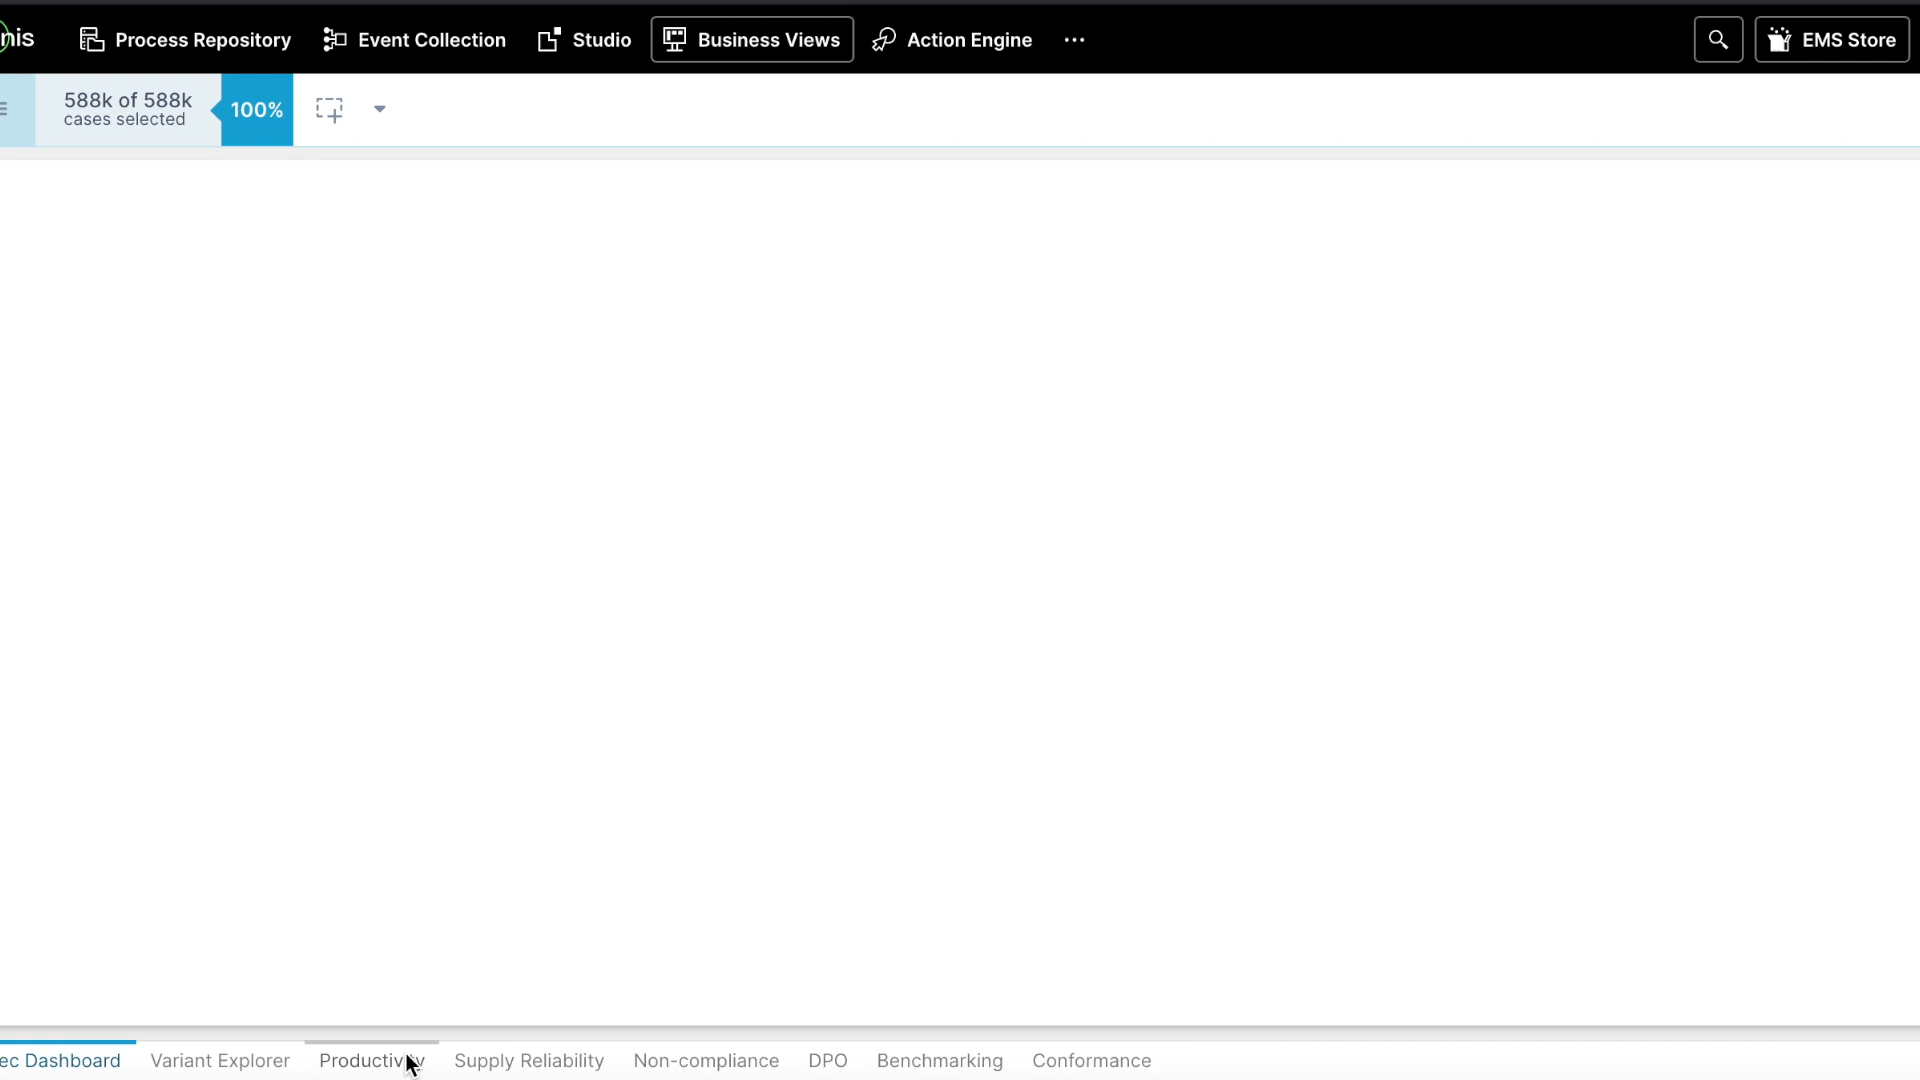 nis
Process Repository
Event Collection
Studio
Business Views
Action Engine
EMS Store
588k of 588k
cases selected
100%
ec Dashboard
Variant Explorer
Productivity
Supply Reliability
Non-compliance
DPO
Benchmarking
Conformance